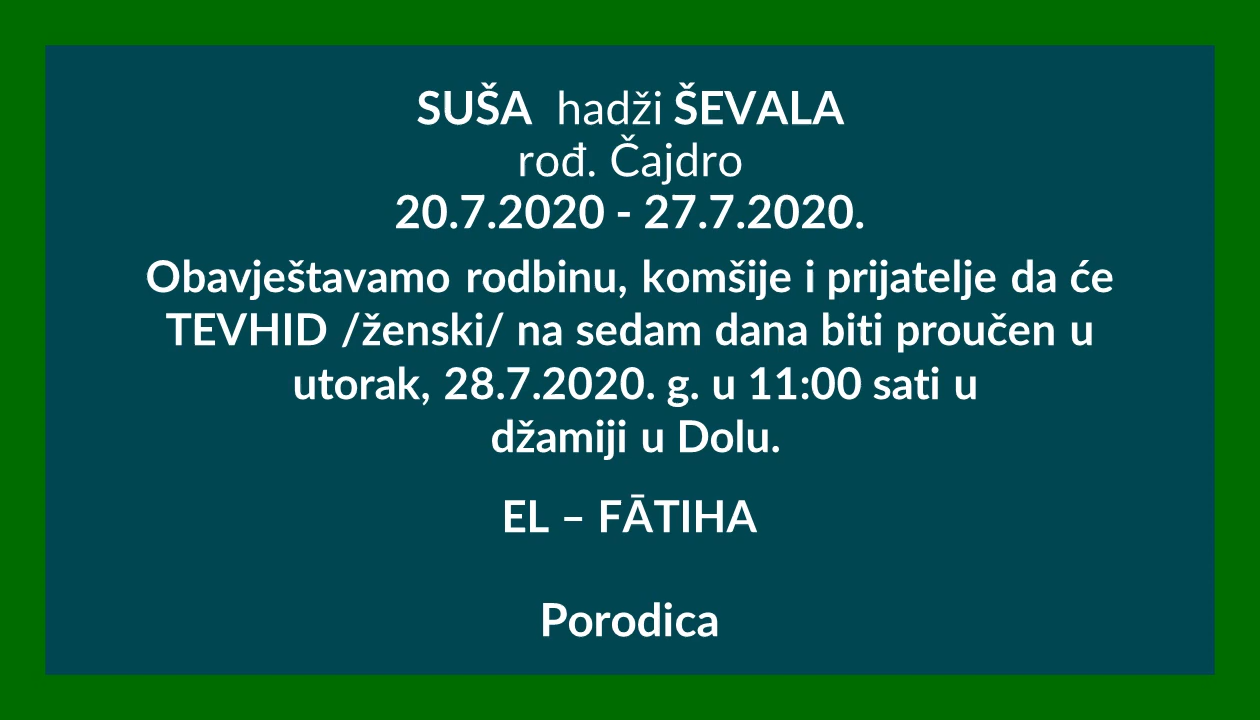 SUŠA hadži ŠEVALA
rođ. Čajdro
20.7.2020 - 27.7.2020.
Obavještavamo rodbinu, komšije i prijatelje da će
TEVHID /ženski/ na sedam dana biti proučen u
utorak, 28.7.2020. g. u 11:00 sati u
džamiji u Dolu.
EL – FĀTIHA
Porodica